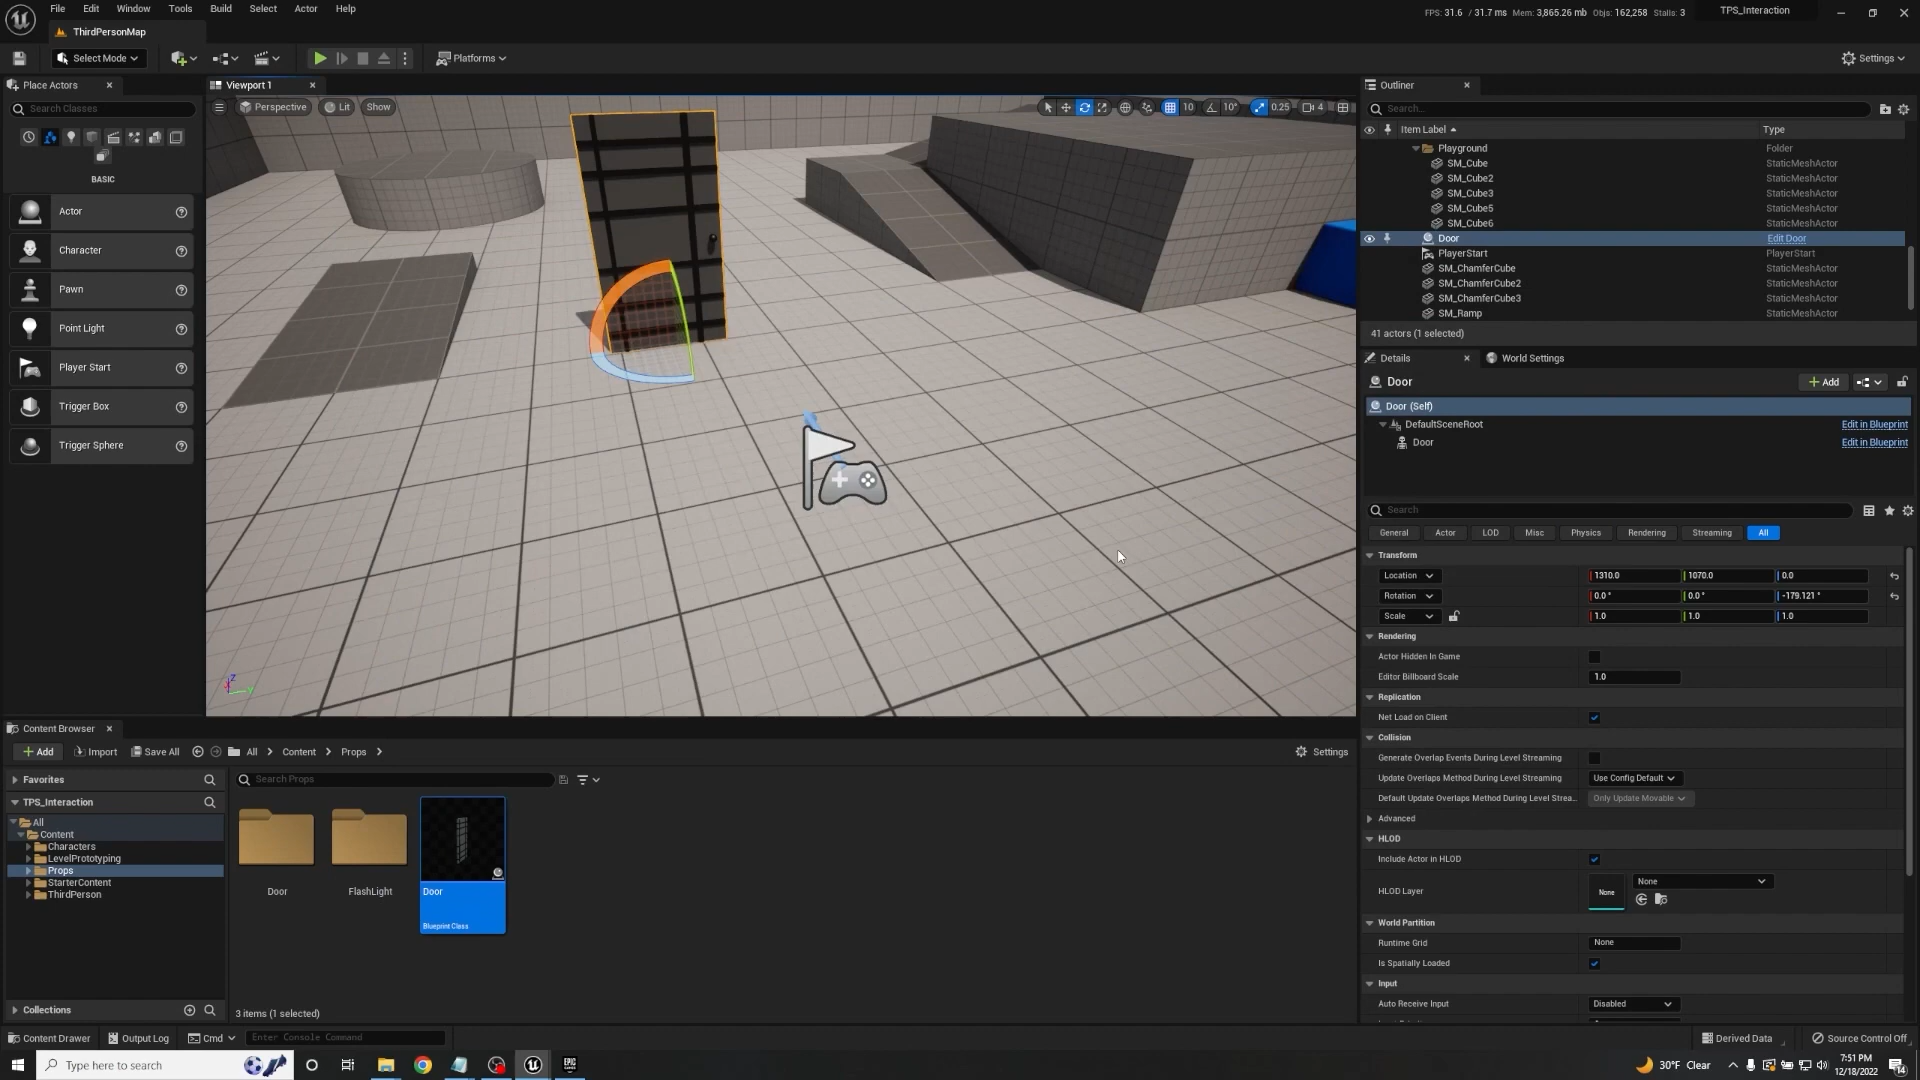 File Edit Window Tools Build Select Actor Help
FPS: 31.6 / 31.7 ms Mem: 3,865.26 mb Objs: 162,258 Stalls: 3
TPS_Interaction
ThirdPersonMap
Select Mode
Platforms
Settings
Place Actors
Search Classes
BASIC
Actor
Character
Pawn
Point Light
Player Start
Trigger Box
Trigger Sphere
Viewport 1
Perspective Lit Show
10 10° 0.25 4
Outliner
Search...
Item Label Type
Playground Folder
SM_Cube StaticMeshActor
SM_Cube2 StaticMeshActor
SM_Cube3 StaticMeshActor
SM_Cube5 StaticMeshActor
SM_Cube6 StaticMeshActor
Door Edit Door
PlayerStart PlayerStart
SM_ChamferCube StaticMeshActor
SM_ChamferCube2 StaticMeshActor
SM_ChamferCube3 StaticMeshActor
SM_Ramp StaticMeshActor
41 actors (1 selected)
Details World Settings
Door
Add
Door (Self)
DefaultSceneRoot Edit in Blueprint
Door Edit in Blueprint
Search
General Actor LOD Misc Physics Rendering Streaming All
Transform
Location 1310.0 1070.0 0.0
Rotation 0.0° 0.0° -179.121°
Scale 1.0 1.0 1.0
Rendering
Actor Hidden In Game
Editor Billboard Scale 1.0
Replication
Net Load on Client
Collision
Generate Overlap Events During Level Streaming
Update Overlaps Method During Level Streaming Use Config Default
Default Update Overlaps Method During Level Strea... Only Update Movable
Advanced
HLOD
Include Actor in HLOD
HLOD Layer None None
World Partition
Runtime Grid None
Is Spatially Loaded
Input
Auto Receive Input Disabled
Content Browser
Add Import Save All All Content Props Settings
Favorites
TPS_Interaction
All
Content
Characters
LevelPrototyping
Props
StarterContent
ThirdPerson
Collections
Search Props
Door
FlashLight
Door
Blueprint Class
3 items (1 selected)
Content Drawer Output Log Cmd Enter Console Command
Derived Data Source Control Off
Type here to search
30°F Clear
7:51 PM
12/18/2022
14